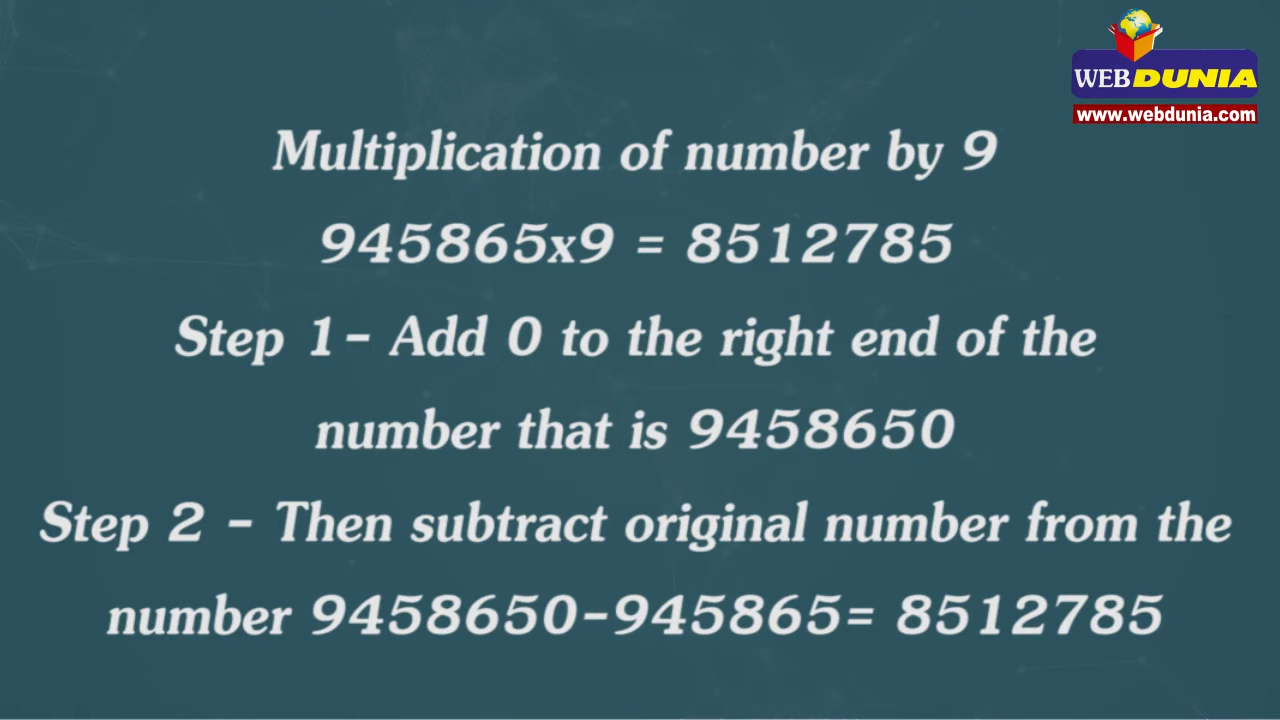 WEBDUNIA
www.webdunia.com
Multiplication of number by 9
945865x9 = 8512785
Step 1- Add 0 to the right end of the
number that is 9458650
Step 2 - Then subtract original number from the
number 9458650-945865= 8512785